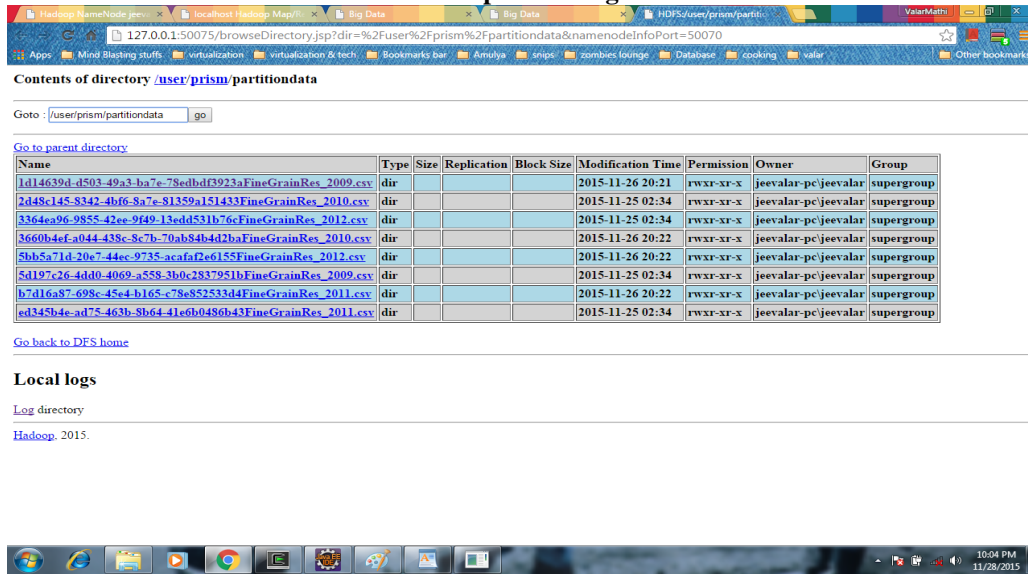 Hadoop NameNode jeev
localhost Hadoop Map/R
Big Data
Big Data
HDFS:/user/prism/partitio
ValarMathi
127.0.0.1:50075/browseDirectory.jsp?dir=%2Fuser%2Fprism%2Fpartitiondata&namenodeInfoPort=50070
Apps Mind Blasting stuffs virtualization virtualization & tech Bookmarks bar Amulya snips zombies lounge Database cooking valar Other bookmarks
Contents of directory /user/prism/partitiondata
Goto : /user/prism/partitiondata go
Go to parent directory
Name Type Size Replication Block Size Modification Time Permission Owner Group
1d14639d-d503-49a3-ba7e-78edbdf3923aFineGrainRes_2009.csv dir 2015-11-26 20:21 rwxr-xr-x jeevalar-pc\jeevalar supergroup
2d48c145-8342-4bf6-8a7e-81359a151433FineGrainRes_2010.csv dir 2015-11-25 02:34 rwxr-xr-x jeevalar-pc\jeevalar supergroup
3364ea96-9855-42ee-9f49-13edd531b76cFineGrainRes_2012.csv dir 2015-11-25 02:34 rwxr-xr-x jeevalar-pc\jeevalar supergroup
3660b4ef-a044-438c-8c7b-70ab84b4d2baFineGrainRes_2010.csv dir 2015-11-26 20:22 rwxr-xr-x jeevalar-pc\jeevalar supergroup
5bb5a71d-20e7-44ec-9735-acafaf2e6155FineGrainRes_2012.csv dir 2015-11-26 20:22 rwxr-xr-x jeevalar-pc\jeevalar supergroup
5d197c26-4dd0-4069-a558-3b0c2837951bFineGrainRes_2009.csv dir 2015-11-25 02:34 rwxr-xr-x jeevalar-pc\jeevalar supergroup
b7d16a87-698c-45e4-b165-c78e852533d4FineGrainRes_2011.csv dir 2015-11-26 20:22 rwxr-xr-x jeevalar-pc\jeevalar supergroup
ed345b4e-ad75-463b-8b64-41e6b0486b43FineGrainRes_2011.csv dir 2015-11-25 02:34 rwxr-xr-x jeevalar-pc\jeevalar supergroup
Go back to DFS home
Local logs
Log directory
Hadoop, 2015.
10:04 PM
11/28/2015